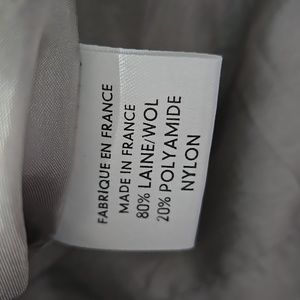 FABRIQUE EN FRANCE
MADE IN FRANCE
80% LAINE/WOL
20% POLYAMIDE
NYLON